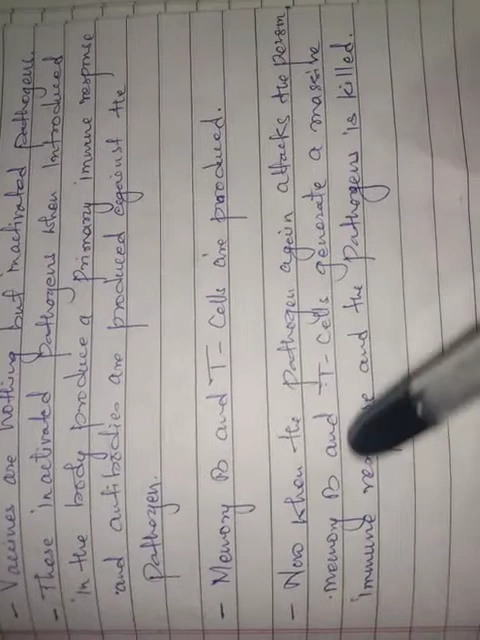 - Vaccines are nothing but inactivated pathogens.
- These inactivated pathogens when introduced
in the body produce a primary immune response
and antibodies are produced against the
pathogen.
- Memory B and T-cells are produced.
- Now when the pathogen again attacks the person,
memory B and T-cells generate a massive
immune and the pathogens is killed.